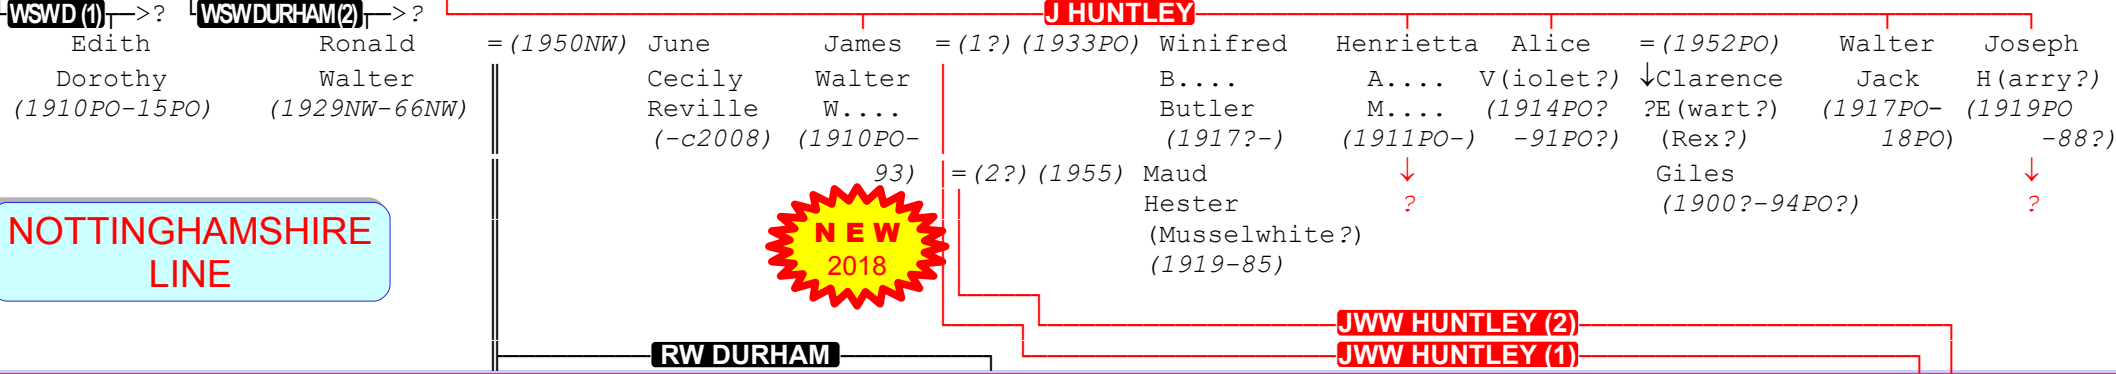 WSWD (1) —>? WSWDURHAM(2) —>? J HUNTLEY
Edith Ronald =(1950NW) June James =(1?)(1933PO) Winifred Henrietta Alice =(1952PO) Walter Joseph
Dorothy Walter Cecily Walter B.... A.... V(iolet?) ↓Clarence Jack H(arry?)
(1910PO-15PO) (1929NW-66NW) Reville W.... Butler M.... (1914PO? ?E(wart?) (1917PO- (1919PO
(-c2008) (1910PO- (1917?-) (1911PO-) -91PO?) (Rex?) 18PO) -88?)
93) =(2?)(1955) Maud ↓ Giles ↓
Hester ? (1900?-94PO?) ?
NOTTINGHAMSHIRE
LINE
NEW
2018
(Musselwhite?)
(1919-85)
JWW HUNTLEY (2)
RW DURHAM JWW HUNTLEY (1)